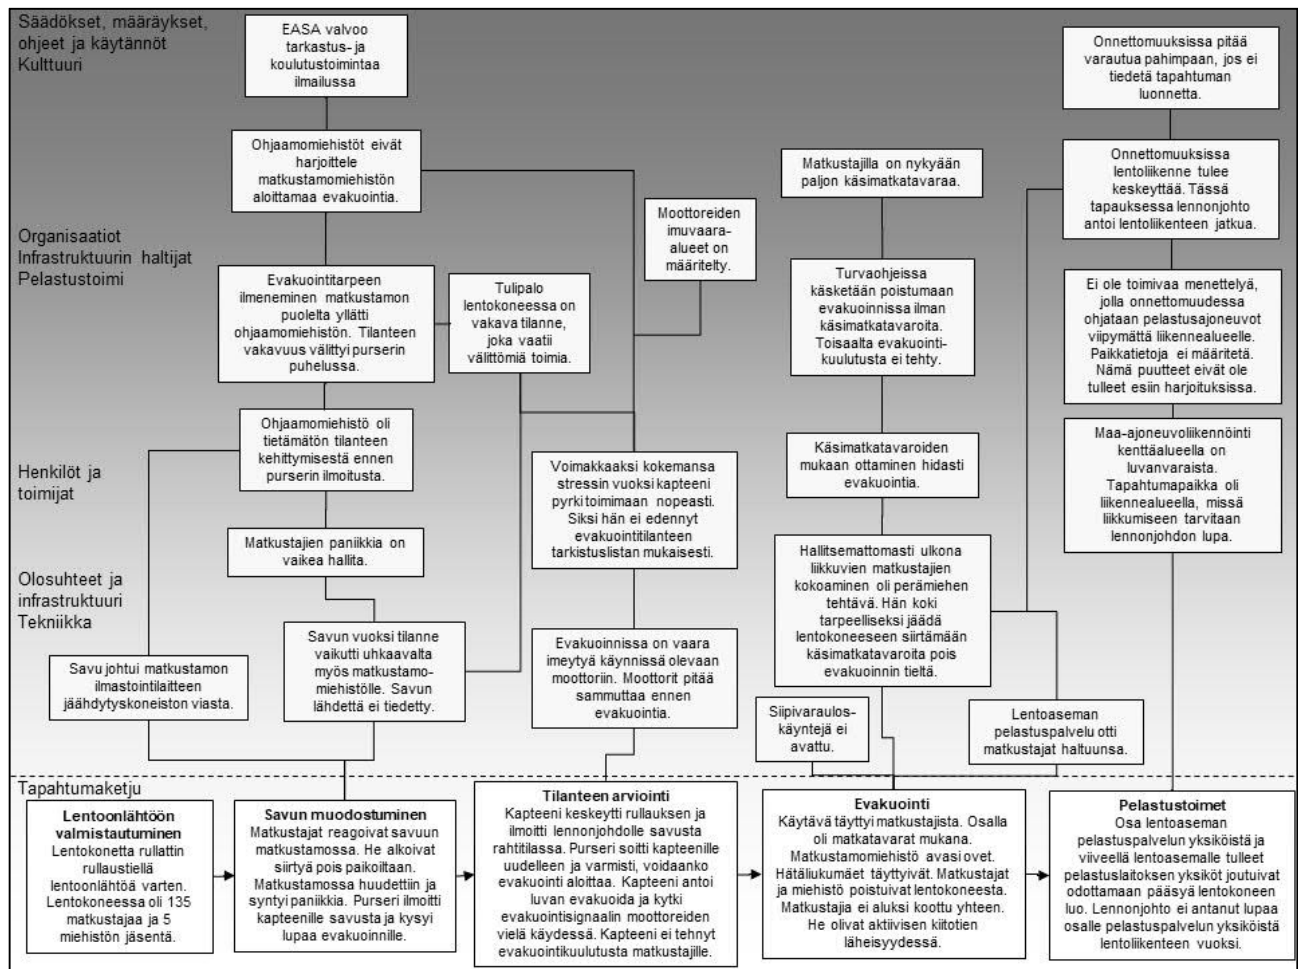 Säädökset, määräykset,
ohjeet ja käytännöt
Kulttuuri
EASA valvoo
tarkastus- ja
koulutustoimintaa
ilmailussa
Onnettomuuksissa pitää
varautua pahimpaan, jos ei
tiedetä tapahtuman
luonnetta.
Ohjaamomiehistöt eivät
harjoittele
matkustamomiehistön
aloittamaa evakuointia.
Matkustajilla on nykyään
paljon käsimatkatavaraa.
Onnettomuuksissa
lentoliikenne tulee
keskeyttää. Tässä
tapauksessa lennonjohto
antoi lentoliikenteen jatkua.
Organisaatiot
Infrastruktuurin haltijat
Pelastustoimi
Moottoreiden
imuvaara-
alueet on
määritelty.
Evakuointitarpeen
ilmeneminen matkustamon
puolelta yllätti
ohjaamomiehistön. Tilanteen
vakavuus välittyi purserin
puhelussa.
Tulipalo
lentokoneessa on
vakava tilanne,
joka vaatii
välittömiä toimia.
Turvaohjeissa
käsketään poistumaan
evakuoinnissa ilman
käsimatkatavaroita.
Toisaalta evakuointi-
kuulutusta ei tehty.
Ei ole toimivaa menettelyä,
jolla onnettomuudessa
ohjataan pelastusajoneuvot
viipymättä liikennealueelle.
Paikkatietoja ei määritetä.
Nämä puutteet eivät ole
tulleet esiin harjoituksissa.
Henkilöt ja
toimijat
Ohjaamomiehistö oli
tietämätön tilanteen
kehittymisestä ennen
purserin ilmoitusta.
Voimakkaaksi kokemansa
stressin vuoksi kapteeni
pyrki toimimaan nopeasti.
Siksi hän ei edennyt
evakuointitilanteen
tarkistuslistan mukaisesti.
Käsimatkatavaroiden
mukaan ottaminen hidasti
evakuointia.
Maa-ajoneuvoliikennöinti
kenttäalueella on
luvanvaraista.
Tapahtumapaikka oli
liikennealueella, missä
liikkumiseen tarvitaan
lennonjohdon lupa.
Matkustajien paniikkia on
vaikea hallita.
Hallitsemattomasti ulkona
liikkuvien matkustajien
kokoaminen oli perämiehen
tehtävä. Hän koki
tarpeelliseksi jäädä
lentokoneeseen siirtämään
käsimatkatavaroita pois
evakuoinnin tieltä.
Olosuhteet ja
infrastruktuuri
Tekniikka
Savu johtui matkustamon
ilmastointilaitteen
jäähdytyskoneiston viasta.
Savun vuoksi tilanne
vaikutti uhkaavalta
myös matkustamo-
miehistölle. Savun
lähdettä ei tiedetty.
Evakuoinnissa on vaara
imeytyä käynnissä olevaan
moottoriin. Moottorit pitää
sammuttaa ennen
evakuointia.
Siipivaraulos-
käyntejä ei
avattu.
Lentoaseman
pelastuspalvelu otti
matkustajat haltuunsa.
Tapahtumaketju
Lentoonlähtöön
valmistautuminen
Lentokonetta rullattin
rullaustiellä
lentoonlähtöä varten.
Lentokoneessa oli 135
matkustajaa ja 5
miehistön jäsentä.
Savun muodostuminen
Matkustajat reagoivat savuun
matkustamossa. He alkoivat
siirtyä pois paikoiltaan.
Matkustamossa huudettiin ja
syntyi paniikkia. Purseri ilmoitti
kapteenille savusta ja kysyi
lupaa evakuoinnille.
Tilanteen arviointi
Kapteeni keskeytti rullauksen ja
ilmoitti lennonjohdolle savusta
rahtitilassa. Purseri soitti kapteenille
uudelleen ja varmisti, voidaanko
evakuointi aloittaa. Kapteeni antoi
luvan evakuoida ja kytki
evakuointisignaalin moottoreiden
vielä käydessä. Kapteeni ei tehnyt
evakuointikuulutusta matkustajille.
Evakuointi
Käytävä täyttyi matkustajista. Osalla
oli matkatavarat mukana.
Matkustamomiehistö avasi ovet.
Hätäliukumäet täyttyivät. Matkustajat
ja miehistö poistuivat lentokoneesta.
Matkustajia ei aluksi koottu yhteen.
He olivat aktiivisen kiitotien
läheisyydessä.
Pelastustoimet
Osa lentoaseman
pelastuspalvelun yksiköistä ja
viiveellä lentoasemalle tulleet
pelastuslaitoksen yksiköt joutuivat
odottamaan pääsyä lentokoneen
luo. Lennonjohto ei antanut lupaa
osalle pelastuspalvelun yksiköistä
lentoliikenteen vuoksi.